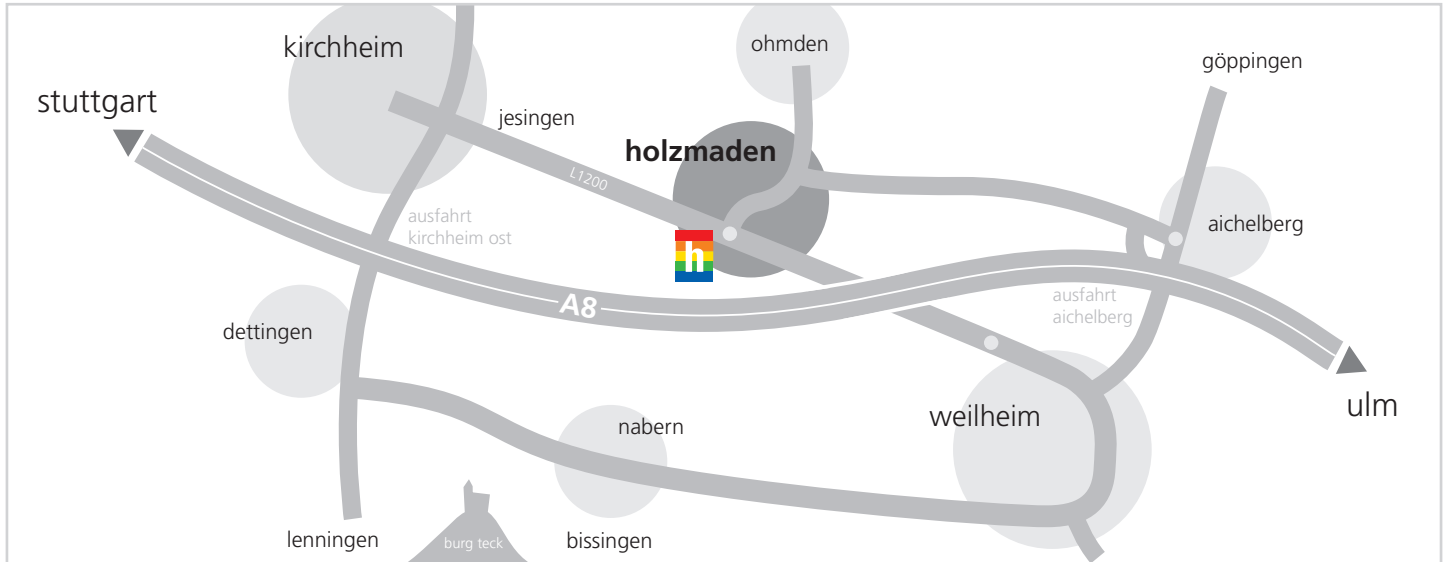 kirchheim
ohmden
göppingen
stuttgart
jesingen
holzmaden
L1200
ausfahrt
kirchheim ost
aichelberg
h
A8
ausfahrt
aichelberg
dettingen
ulm
weilheim
nabern
lenningen
burg teck
bissingen